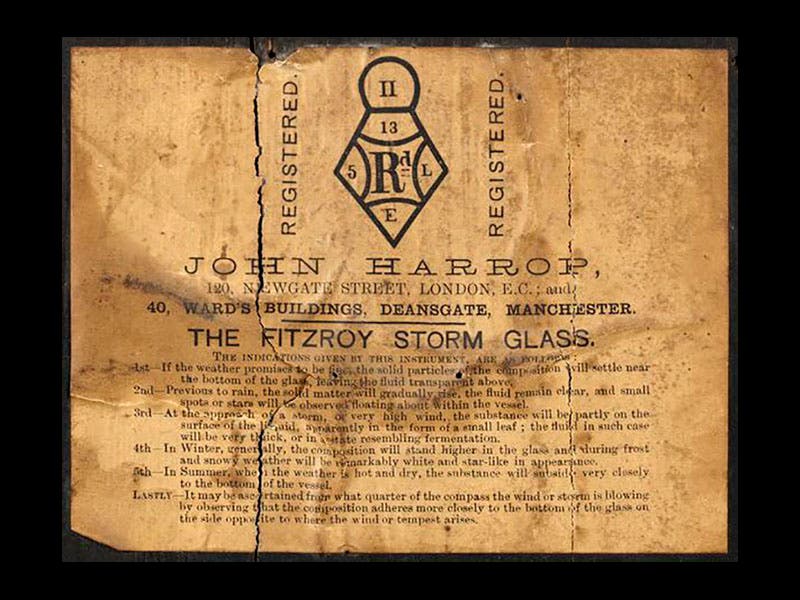 II
REGISTERED.
REGISTERED.
13
5 Rd L
E
JOHN HARROP,
120, NEWGATE STREET, LONDON, E.C.; and
40, WARD'S BUILDINGS, DEANSGATE, MANCHESTER.
THE FITZROY STORM GLASS.
THE INDICATIONS GIVEN BY THIS INSTRUMENT, ARE AS FOLLOWS:
1st—If the weather promises to be fine, the solid particles of the composition will settle near
the bottom of the glass, leaving the fluid transparent above.
2nd—Previous to rain, the solid matter will gradually rise, the fluid remain clear, and small
spots or stars will be observed floating about within the vessel.
3rd—At the approach of a storm, or very high wind, the substance will be partly on the
surface of the liquid, apparently in the form of a small leaf; the fluid in such case
will be very thick, or in a state resembling fermentation.
4th—In Winter, generally, the composition will stand higher in the glass and during frost
and snowy weather will be remarkably white and star-like in appearance.
5th—In Summer, when the weather is hot and dry, the substance will subside very closely
to the bottom of the vessel.
LASTLY—It may be ascertained from what quarter of the compass the wind or storm is blowing
by observing that the composition adheres more closely to the bottom of the glass on
the side opposite to where the wind or tempest arises.